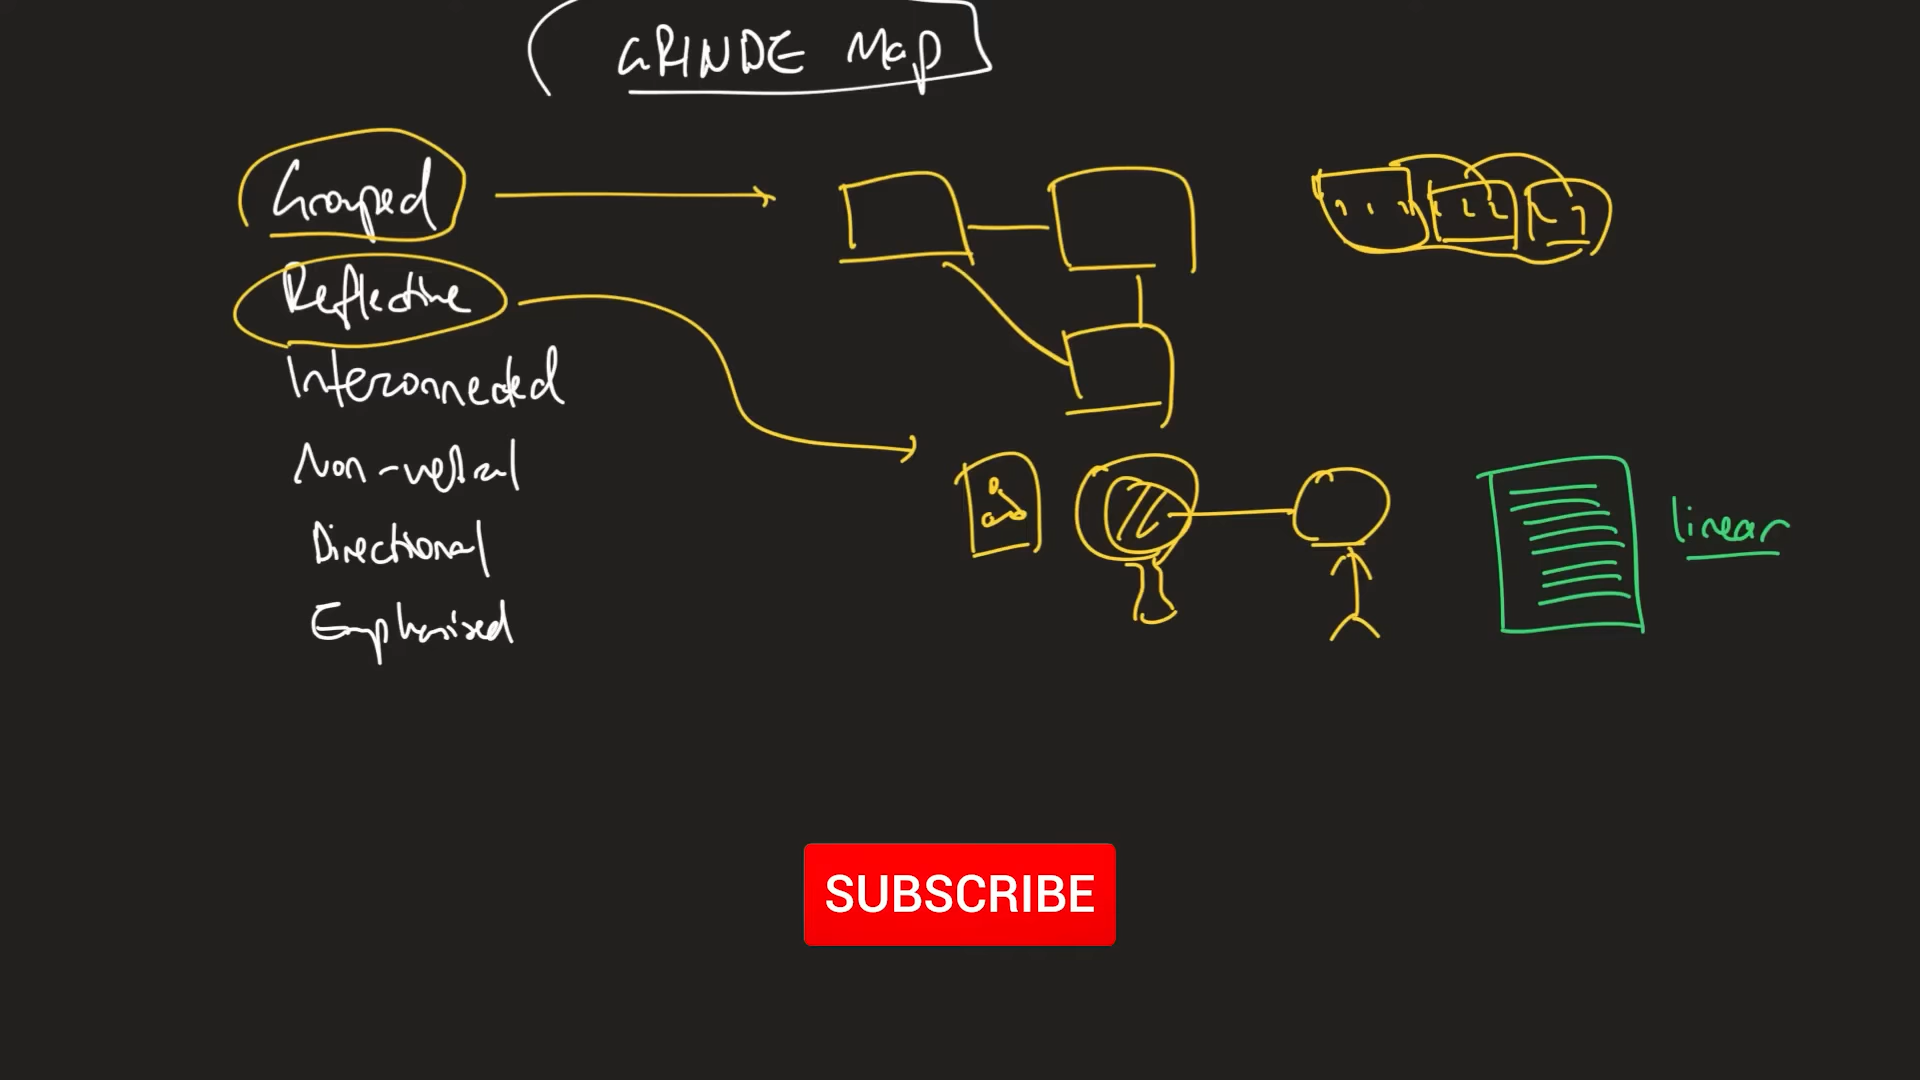 GRINDE Map
Grouped
Reflective
Interconnected
Non-verbal
Directional
Emphasised
linear
SUBSCRIBE